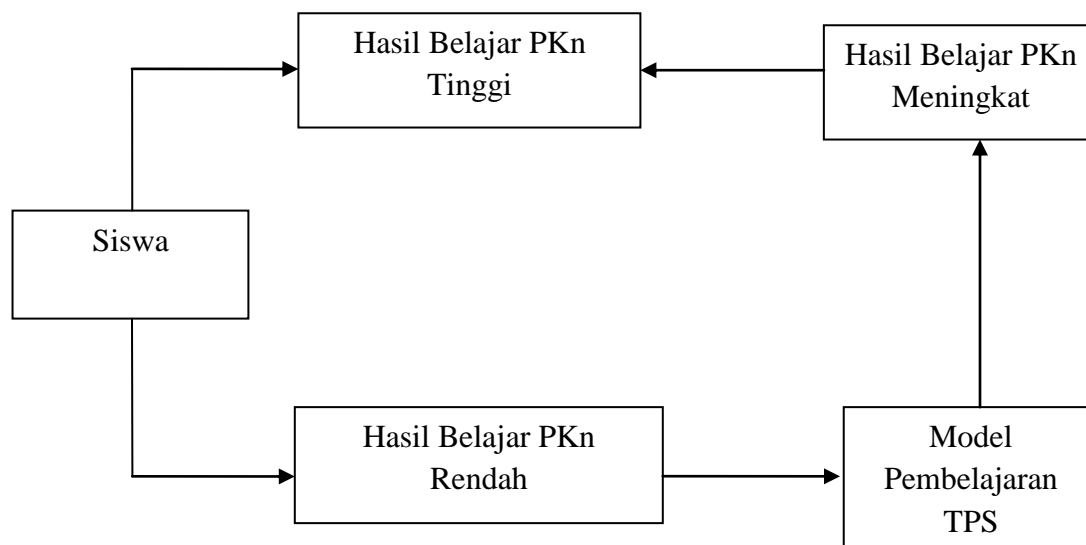 Hasil Belajar PKn
Tinggi
Hasil Belajar PKn
Meningkat
Siswa
Hasil Belajar PKn
Rendah
Model
Pembelajaran
TPS